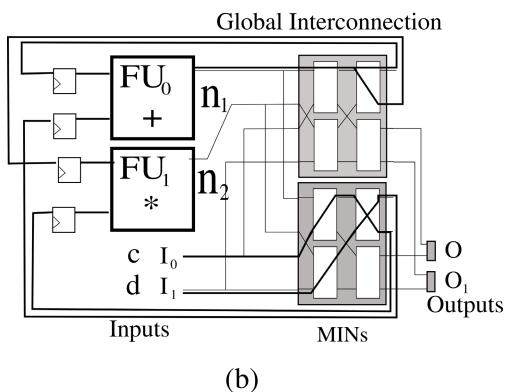 Global Interconnection
FU0
+
n1
FU1
*
n2
c I0
d I1
O
O1
Outputs
Inputs
MINs
(b)